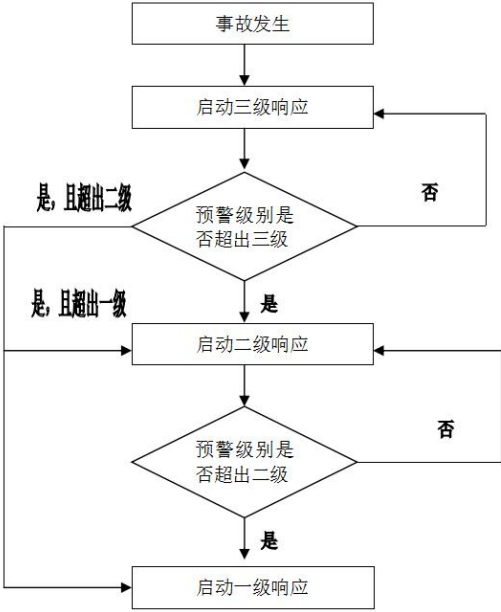 事故发生
启动三级响应
是，且超出二级
否
预警级别是
否超出三级
是
是，且超出一级
启动二级响应
否
预警级别是
否超出二级
是
启动一级响应